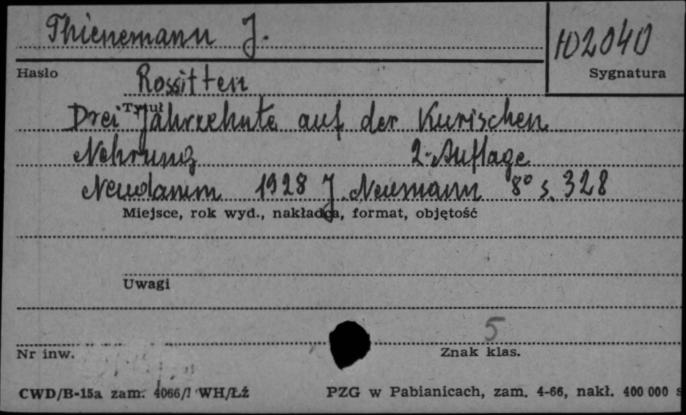 Thienemann J.
102040
Hasło
Sygnatura
Rossitten
Tytuł
Drei Jahrzehnte auf der Kurischen
Nehrung 2-Auflage
Neudamm 1928 J. Neumann 8° s. 328
Miejsce, rok wyd., nakładca, format, objętość
Uwagi
5
Nr inw.
Znak klas.
CWD/B-15a zam. 4066/ WH/Łź
PZG w Pabianicach, zam. 4-66, nakł. 400 000 s